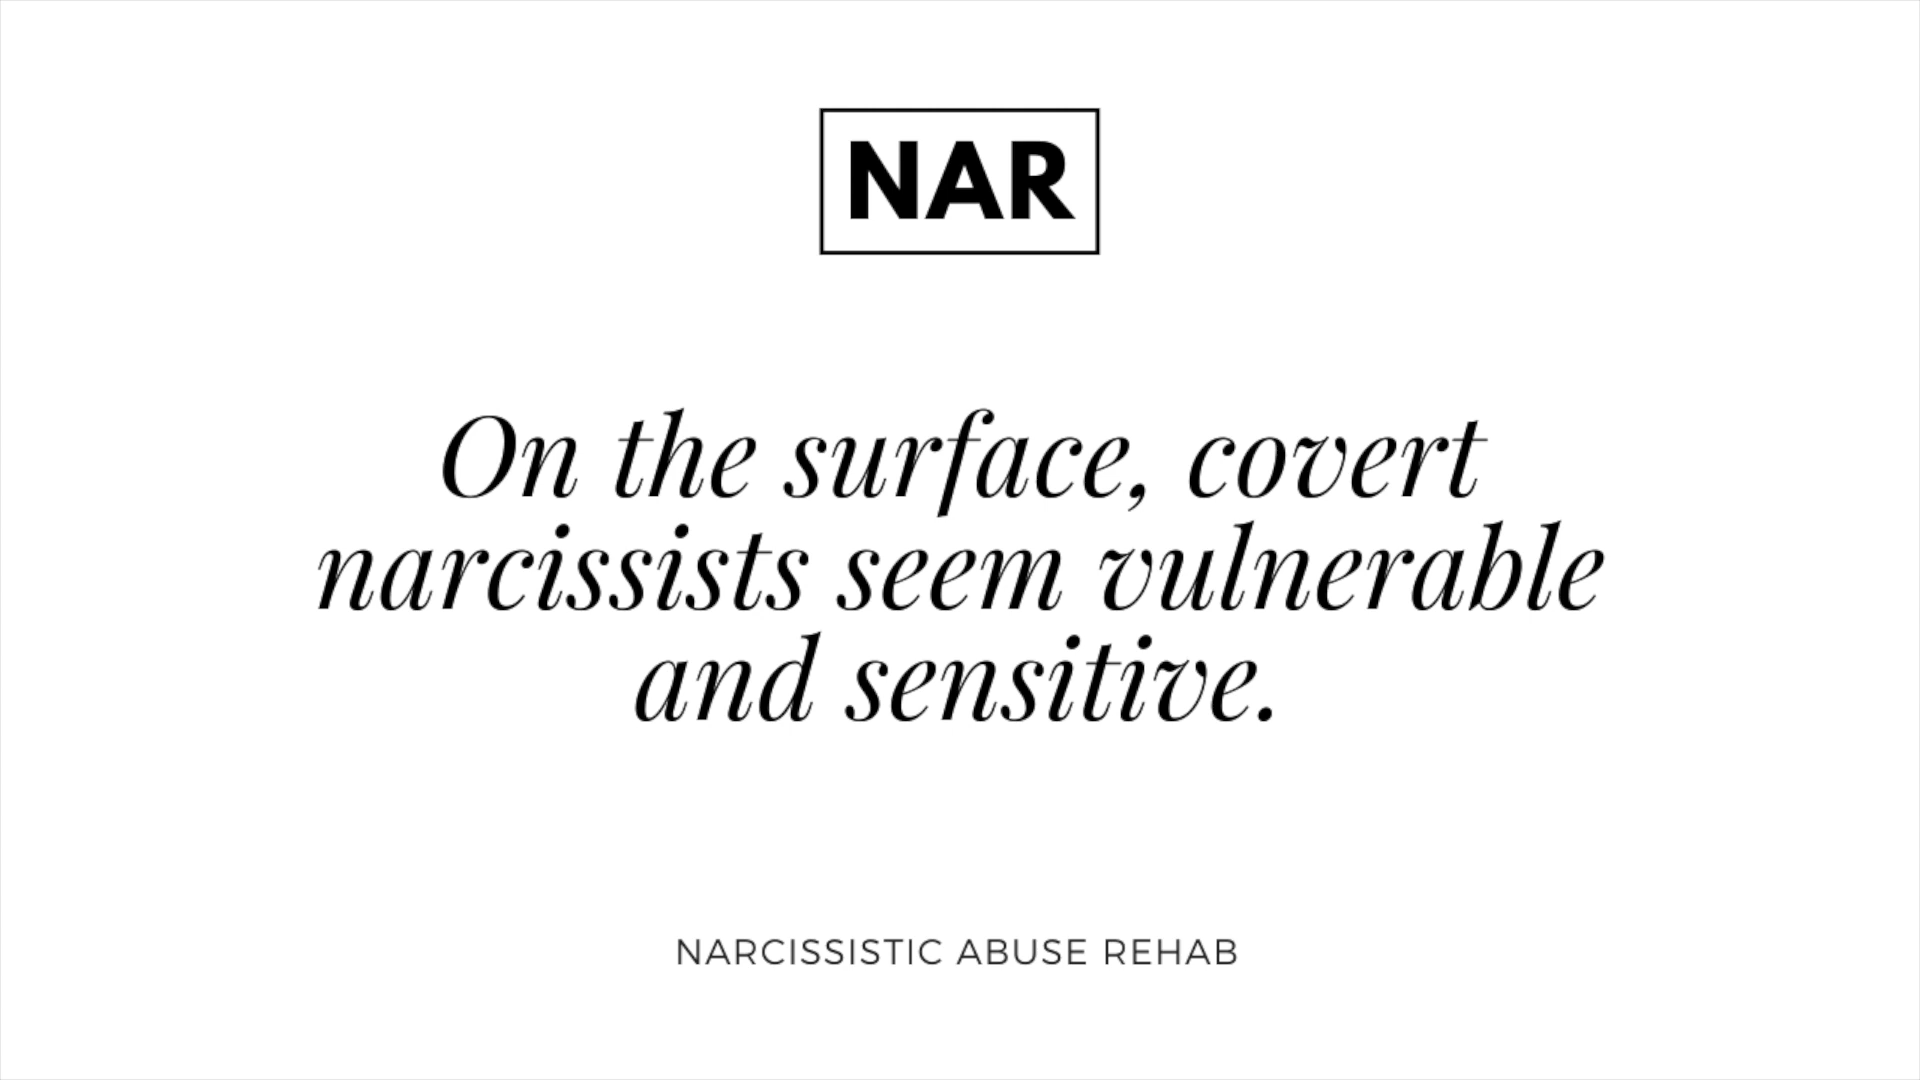 NAR
On the surface, covert
narcissists seem vulnerable
and sensitive.
NARCISSISTIC ABUSE REHAB